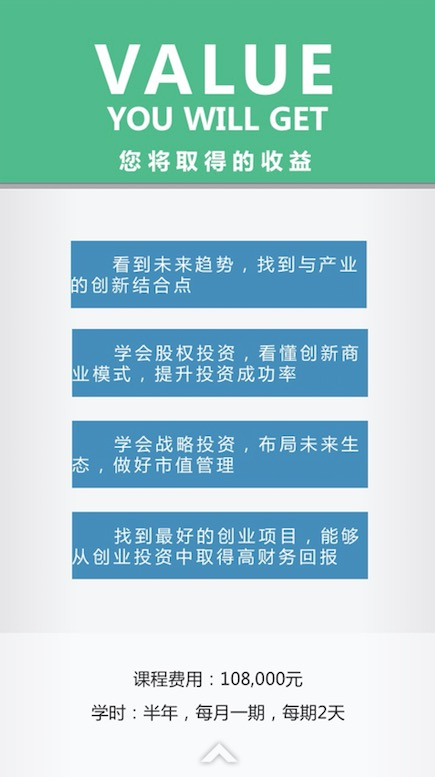 VALUE
YOU WILL GET
您将取得的收益
看到未来趋势，找到与产业
的创新结合点
学会股权投资，看懂创新商
业模式，提升投资成功率
学会战略投资，布局未来生
态，做好市值管理
找到最好的创业项目，能够
从创业投资中取得高财务回报
课程费用：108,000元
学时：半年，每月一期，每期2天